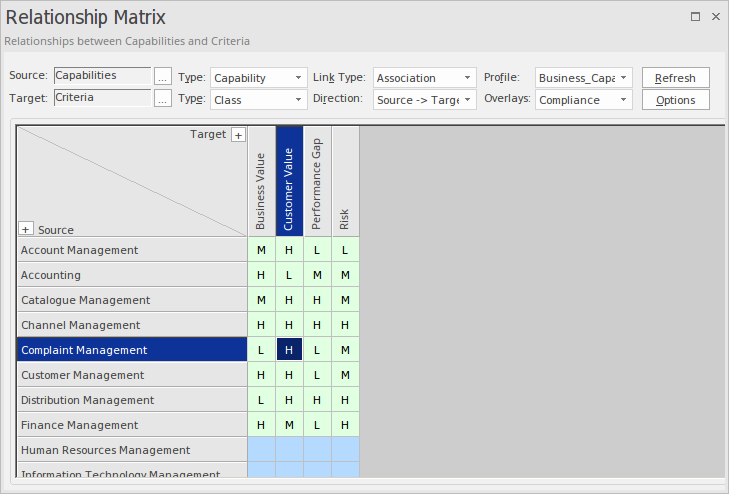 Relationship Matrix
Relationships between Capabilities and Criteria
Source: Capabilities ... Type: Capability Link Type: Association Profile: Business_Capa Refresh
Target: Criteria ... Type: Class Direction: Source -> Targe Overlays: Compliance Options
Target +
+ Source
Business Value
Customer Value
Performance Gap
Risk
Account Management M H L L
Accounting H L M M
Catalogue Management M H H M
Channel Management H H H H
Complaint Management L H L M
Customer Management H H L M
Distribution Management L H H H
Finance Management H M L H
Human Resources Management
Information Technology Management